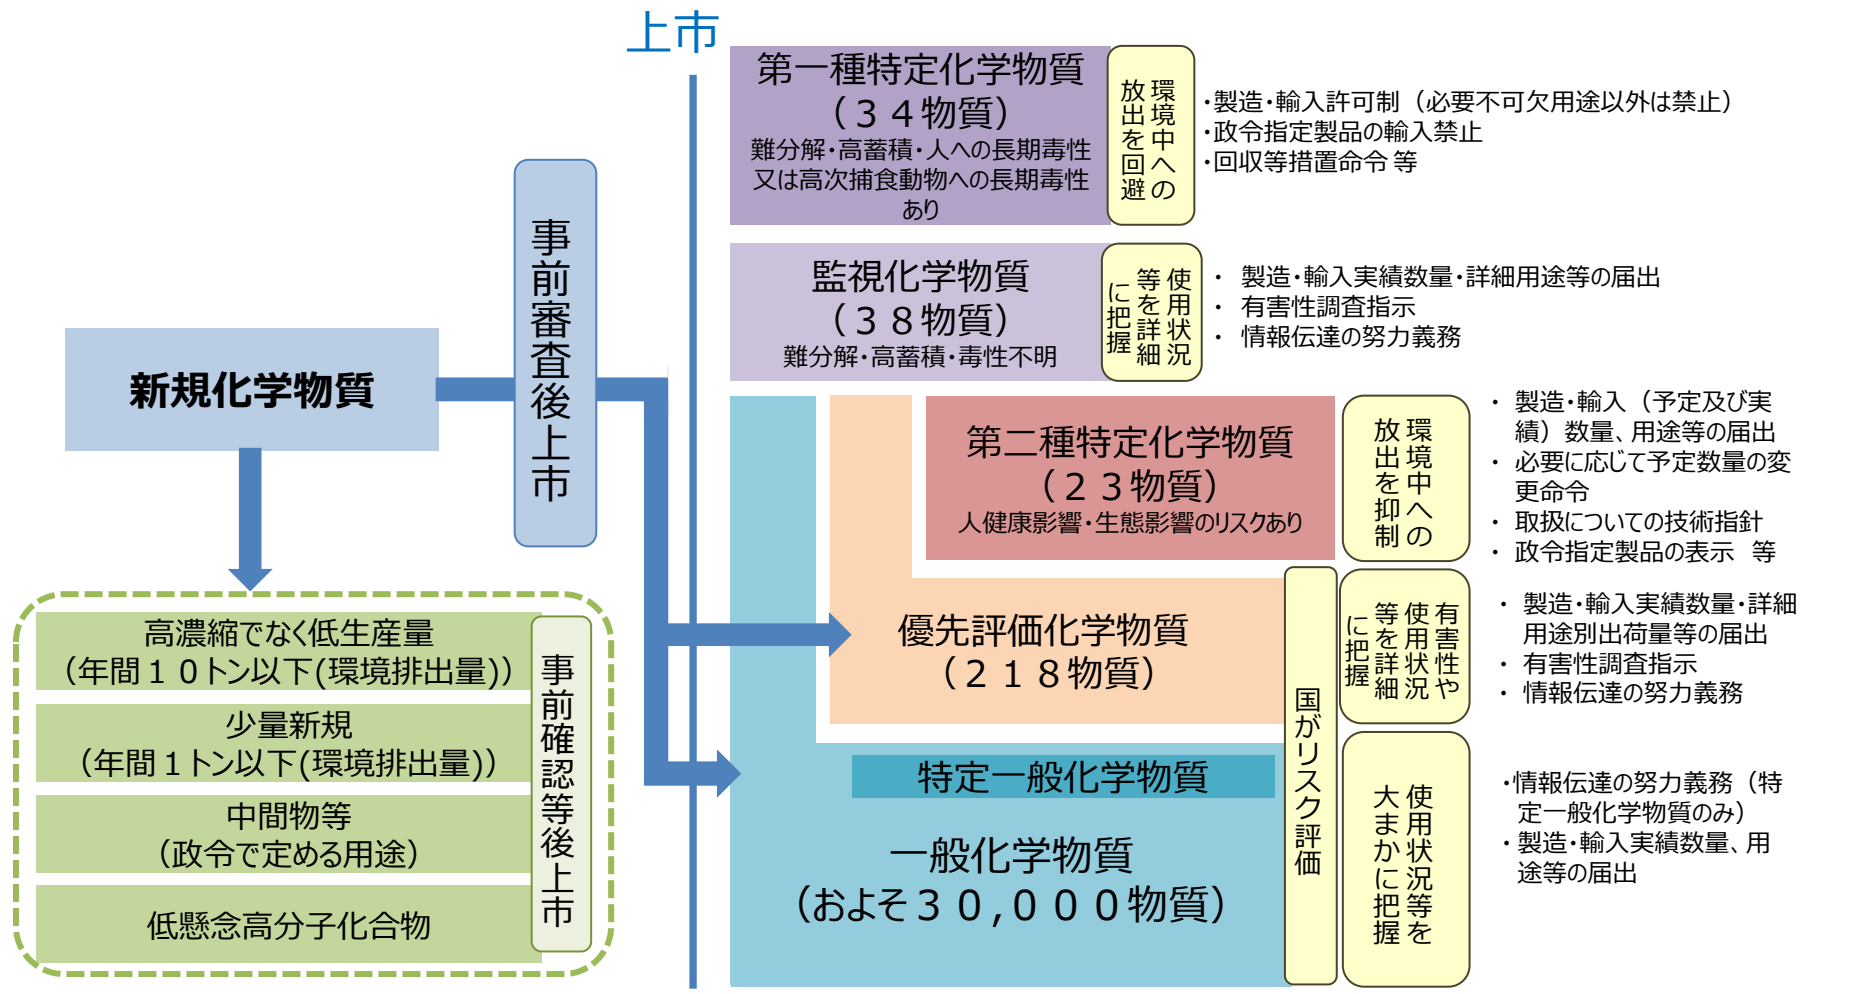 上市
新規化学物質
事前審査後上市
高濃縮でなく低生産量
（年間１０トン以下(環境排出量)）
少量新規
（年間１トン以下(環境排出量)）
中間物等
（政令で定める用途）
低懸念高分子化合物
事前確認等後上市
第一種特定化学物質
（３４物質）
難分解・高蓄積・人への長期毒性
又は高次捕食動物への長期毒性
あり
環境中への
放出を回避
・製造・輸入許可制（必要不可欠用途以外は禁止）
・政令指定製品の輸入禁止
・回収等措置命令 等
監視化学物質
（３８物質）
難分解・高蓄積・毒性不明
使用状況
等を詳細
に把握
・ 製造・輸入実績数量・詳細用途等の届出
・ 有害性調査指示
・ 情報伝達の努力義務
第二種特定化学物質
（２３物質）
人健康影響・生態影響のリスクあり
環境中への
放出を抑制
・ 製造・輸入（予定及び実
績）数量、用途等の届出
・ 必要に応じて予定数量の変
更命令
・ 取扱についての技術指針
・ 政令指定製品の表示　等
優先評価化学物質
（２１８物質）
有害性や
使用状況
等を詳細
に把握
・ 製造・輸入実績数量・詳細
用途別出荷量等の届出
・ 有害性調査指示
・ 情報伝達の努力義務
国がリスク評価
特定一般化学物質
一般化学物質
（およそ３０,０００物質）
使用状況等を
大まかに把握
・情報伝達の努力義務（特
定一般化学物質のみ）
・製造・輸入実績数量、用
途等の届出